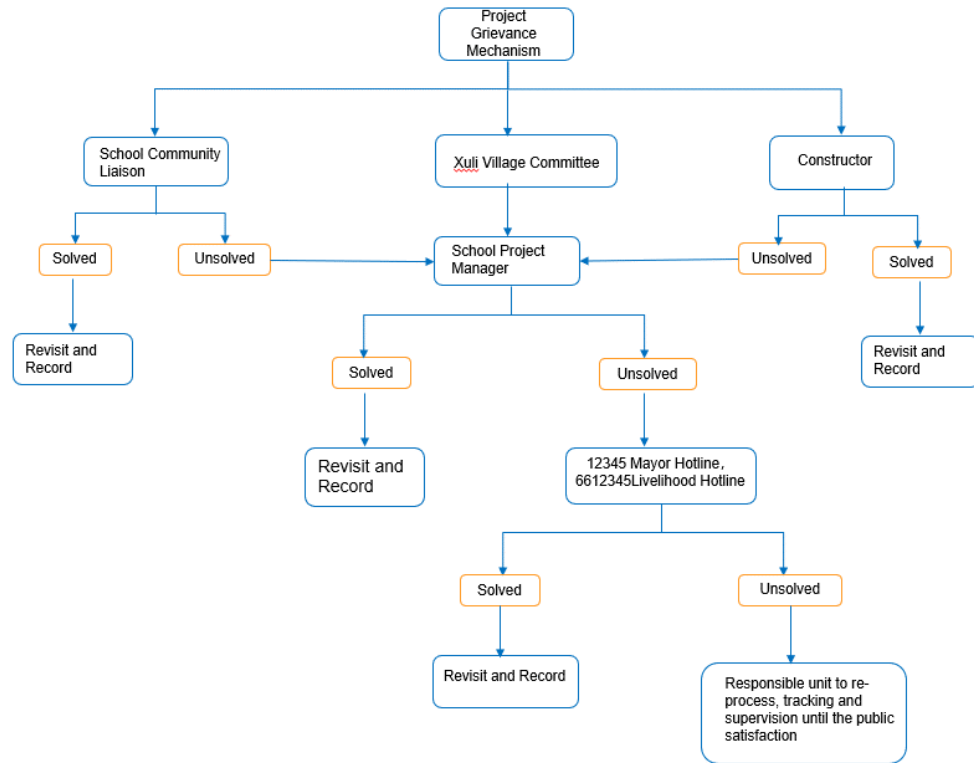 Project
Grievance
Mechanism
School Community
Liaison
Xuli Village Committee
Constructor
Solved
Unsolved
School Project
Manager
Unsolved
Solved
Revisit and
Record
Revisit and
Record
Solved
Unsolved
Revisit and
Record
12345 Mayor Hotline,
6612345Livelihood Hotline
Solved
Unsolved
Revisit and Record
Responsible unit to re-
process, tracking and
supervision until the public
satisfaction